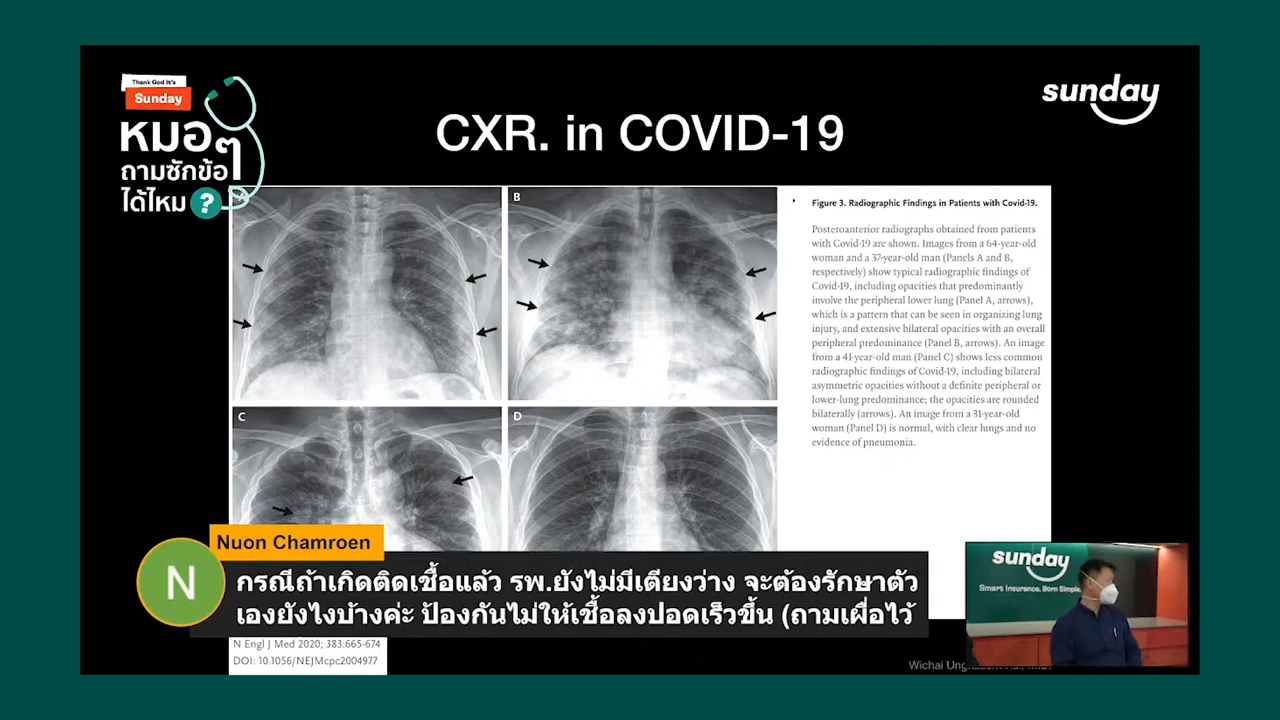 Thank God It's
Sunday
หมอๆ
ถามซักข้อ
ได้ไหม ?
sunday
CXR. in COVID-19
B
Figure 3. Radiographic Findings in Patients with Covid-19.
Posteroanterior radiographs obtained from patients
with Covid-19 are shown. Images from a 64-year-old
woman and a 37-year-old man (Panels A and B,
respectively) show typical radiographic findings of
Covid-19, including opacities that predominantly
involve the peripheral lower lung (Panel A, arrows),
which is a pattern that can be seen in organizing lung
injury, and extensive bilateral opacities with an overall
peripheral predominance (Panel B, arrows). An image
from a 41-year-old man (Panel C) shows less common
radiographic findings of Covid-19, including bilateral
asymmetric opacities without a definite peripheral or
lower-lung predominance; the opacities are rounded
bilaterally (arrows). An image from a 31-year-old
woman (Panel D) is normal, with clear lungs and no
evidence of pneumonia.
C
D
Nuon Chamroen
N
กรณีถ้าเกิดติดเชื้อแล้ว รพ.ยังไม่มีเตียงว่าง จะต้องรักษาตัว
เองยังไงบ้างค่ะ ป้องกันไม่ให้เชื้อลงปอดเร็วขึ้น (ถามเผื่อไว้
sunday
Smart Insurance. Born Simple.
N Engl J Med 2020; 383:665-674
DOI: 10.1056/NEJMcpc2004977
Wichai